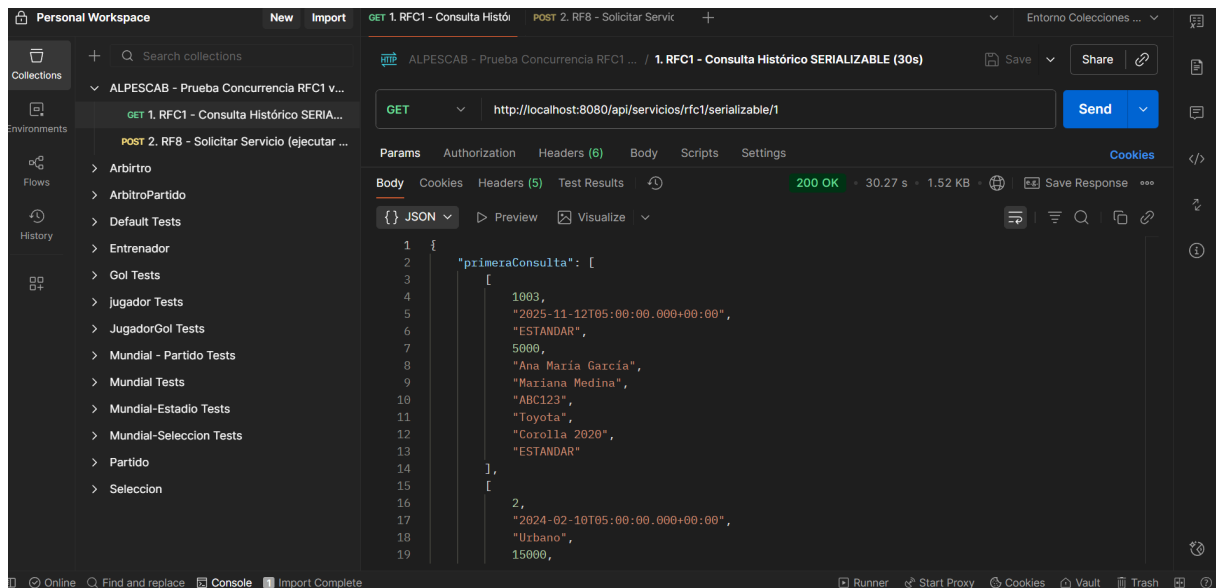 Personal Workspace New Import GET 1. RFC1 - Consulta Histói POST 2. RF8 - Solicitar Servic + Entorno Colecciones ...
Collections
Environments
Flows
History
+ Search collections
ALPESCAB - Prueba Concurrencia RFC1 v...
GET 1. RFC1 - Consulta Histórico SERIA...
POST 2. RF8 - Solicitar Servicio (ejecutar ...
Arbirtro
ArbitroPartido
Default Tests
Entrenador
Gol Tests
jugador Tests
JugadorGol Tests
Mundial - Partido Tests
Mundial Tests
Mundial-Estadio Tests
Mundial-Seleccion Tests
Partido
Seleccion
HTTP ALPESCAB - Prueba Concurrencia RFC1 ... / 1. RFC1 - Consulta Histórico SERIALIZABLE (30s) Save Share
GET http://localhost:8080/api/servicios/rfc1/serializable/1 Send
Params Authorization Headers (6) Body Scripts Settings Cookies
Body Cookies Headers (5) Test Results 200 OK • 30.27 s • 1.52 KB • e.g. Save Response
{} JSON Preview Visualize
1 {
2 "primeraConsulta": [
3 [
4 1003,
5 "2025-11-12T05:00:00.000+00:00",
6 "ESTANDAR",
7 5000,
8 "Ana María García",
9 "Mariana Medina",
10 "ABC123",
11 "Toyota",
12 "Corolla 2020",
13 "ESTANDAR"
14 ],
15 [
16 2,
17 "2024-02-10T05:00:00.000+00:00",
18 "Urbano",
19 15000,
Online Find and replace Console 1 Import Complete Runner Start Proxy Cookies Vault Trash